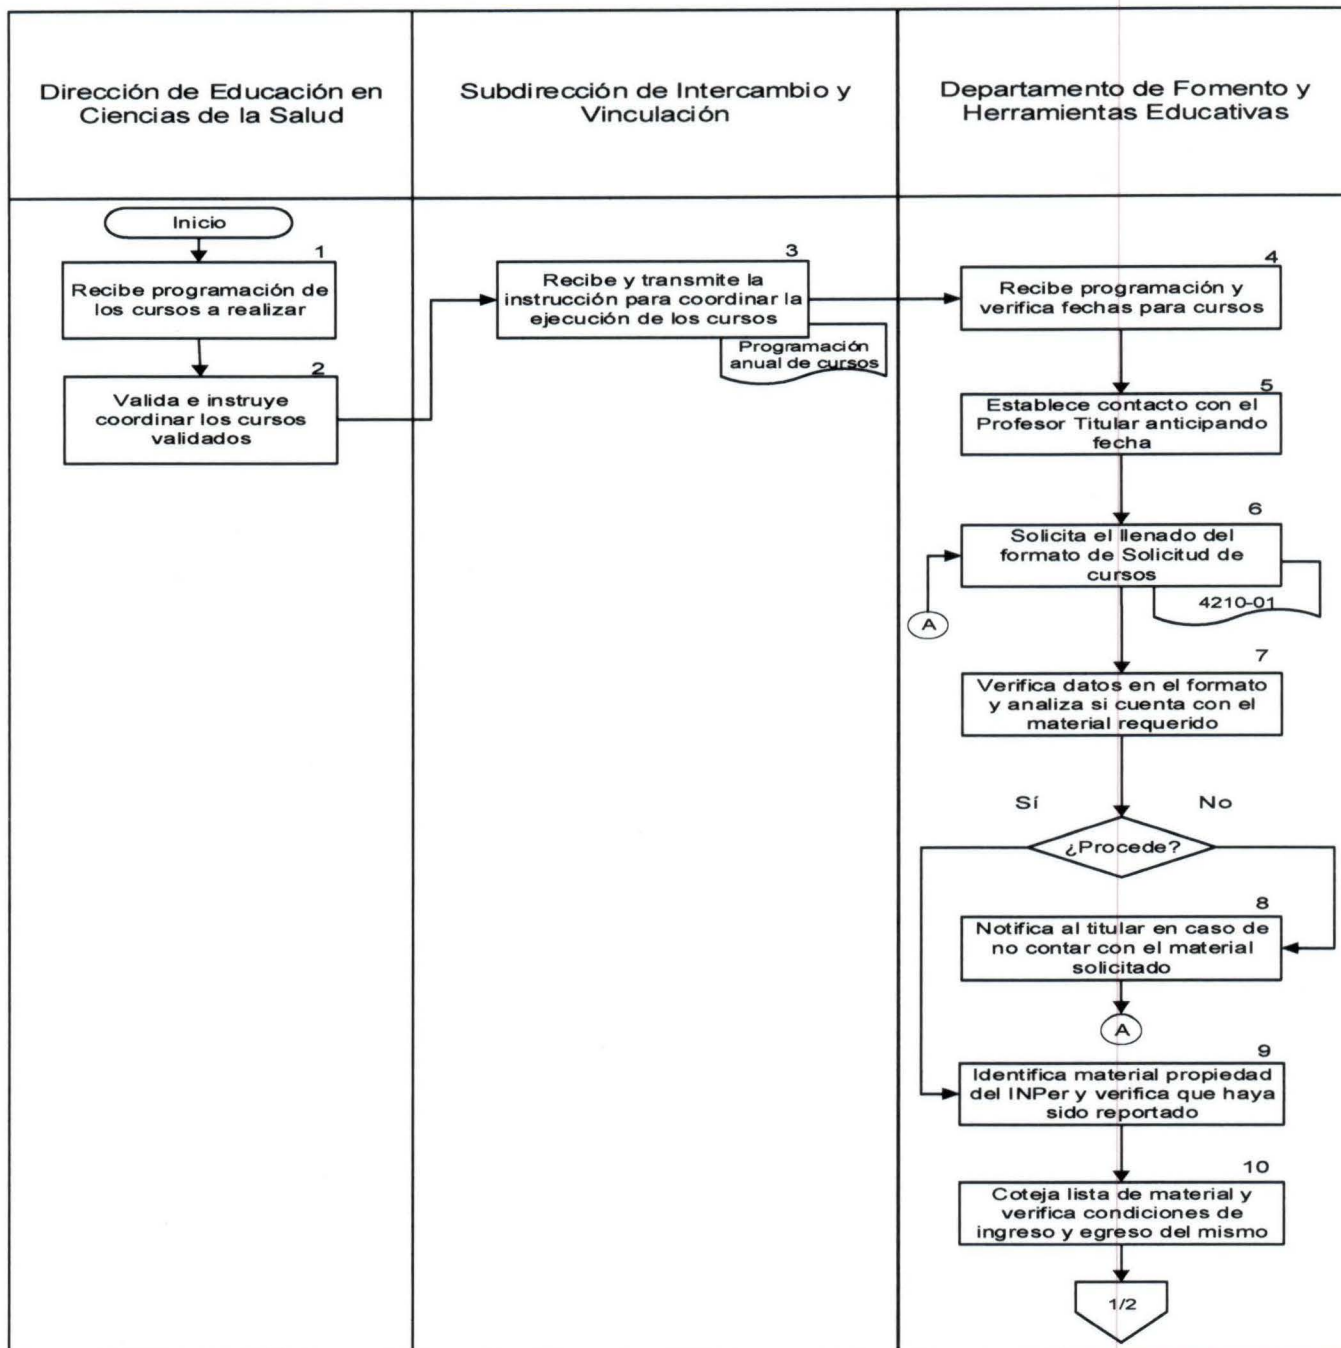 Dirección de Educación en
Ciencias de la Salud
Subdirección de Intercambio y
Vinculación
Departamento de Fomento y
Herramientas Educativas
Inicio
1
Recibe programación de
los cursos a realizar
2
Valida e instruye
coordinar los cursos
validados
3
Recibe y transmite la
instrucción para coordinar la
ejecución de los cursos
Programación
anual de cursos
4
Recibe programación y
verifica fechas para cursos
5
Establece contacto con el
Profesor Titular anticipando
fecha
6
Solicita el llenado del
formato de Solicitud de
cursos
4210-01
A
7
Verifica datos en el formato
y analiza si cuenta con el
material requerido
Sí
No
¿Procede?
8
Notifica al titular en caso de
no contar con el material
solicitado
A
9
Identifica material propiedad
del INPer y verifica que haya
sido reportado
10
Coteja lista de material y
verifica condiciones de
ingreso y egreso del mismo
1/2